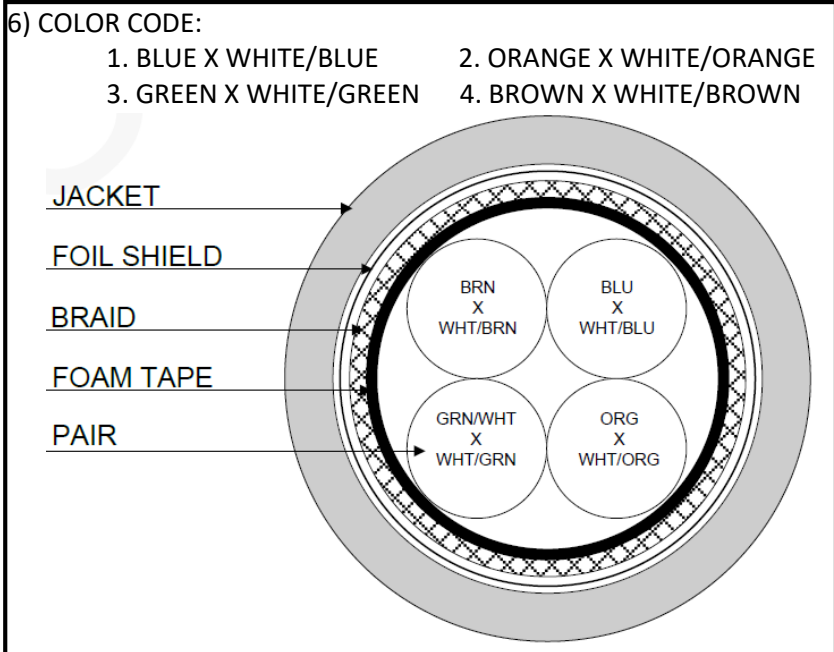 6) COLOR CODE:
1. BLUE X WHITE/BLUE 2. ORANGE X WHITE/ORANGE
3. GREEN X WHITE/GREEN 4. BROWN X WHITE/BROWN
JACKET
FOIL SHIELD
BRAID
FOAM TAPE
PAIR
BRN
X
WHT/BRN
BLU
X
WHT/BLU
GRN/WHT
X
WHT/GRN
ORG
X
WHT/ORG